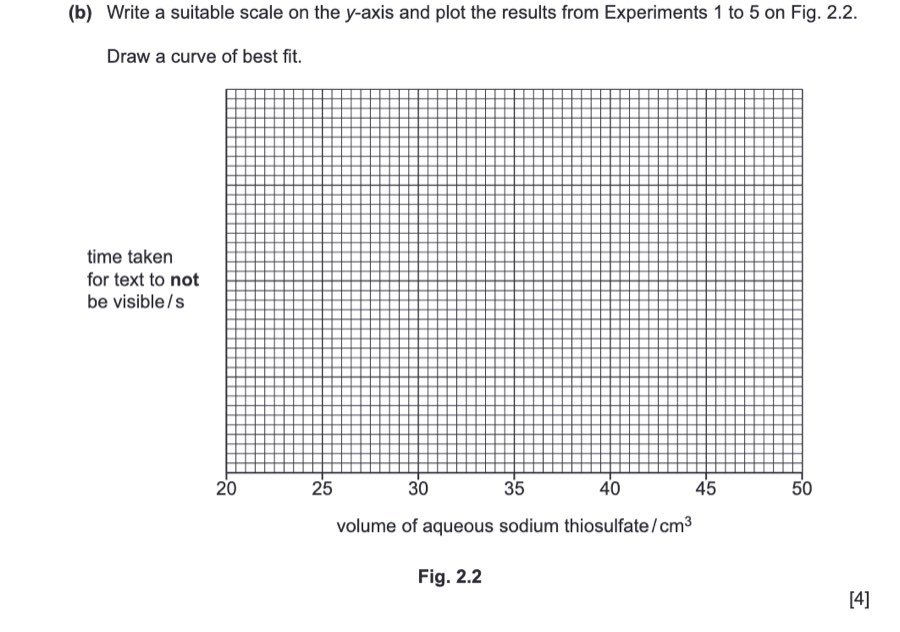 (b) Write a suitable scale on the y-axis and plot the results from Experiments 1 to 5 on Fig. 2.2.
Draw a curve of best fit.
time taken
for text to not
be visible / s
20 25 30 35 40 45 50
volume of aqueous sodium thiosulfate / cm³
Fig. 2.2
[4]